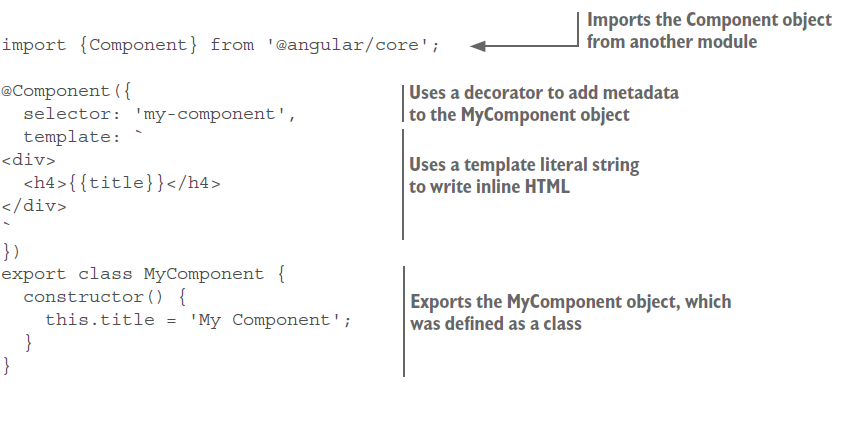 Imports the Component object
import {Component} from '@angular/core';
from another module
@Component({
Uses a decorator to add metadata
selector: 'my-component',
to the MyComponent object
template: `
<div>
Uses a template literal string
<h4>{{title}}</h4>
to write inline HTML
</div>
`
})
export class MyComponent {
constructor() {
Exports the MyComponent object, which
this.title = 'My Component';
was defined as a class
}
}